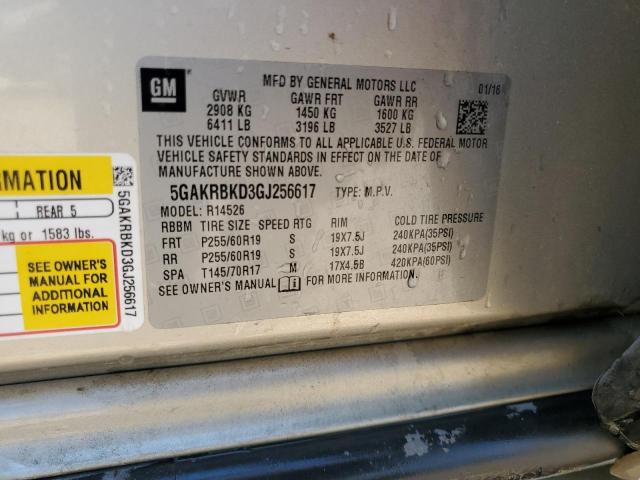 GM
MFD BY GENERAL MOTORS LLC
01/16
GVWR GAWR FRT GAWR RR
2908 KG 1450 KG 1600 KG
6411 LB 3196 LB 3527 LB
THIS VEHICLE CONFORMS TO ALL APPLICABLE U.S. FEDERAL MOTOR
VEHICLE SAFETY STANDARDS IN EFFECT ON THE DATE OF
MANUFACTURE SHOWN ABOVE.
5GAKRBKD3GJ256617 TYPE: M.P.V.
MODEL: R14526
RBBM TIRE SIZE SPEED RTG RIM COLD TIRE PRESSURE
FRT P255/60R19 S 19X7.5J 240KPA(35PSI)
RR P255/60R19 S 19X7.5J 240KPA(35PSI)
SPA T145/70R17 M 17X4.5B 420KPA(60PSI)
SEE OWNER'S MANUAL FOR MORE INFORMATION.
RMATION
REAR 5
kg or 1583 lbs.
SEE OWNER'S
MANUAL FOR
ADDITIONAL
INFORMATION
5GAKRBKD3GJ256617